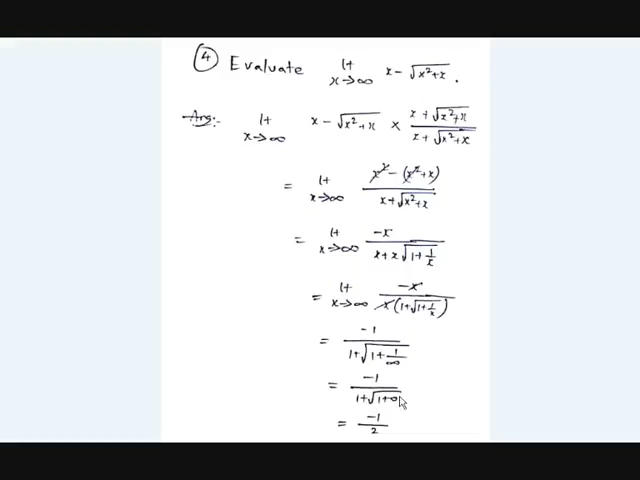 ④ Evaluate lt x→∞ x - √(x²+x) .
Ans:- lt x→∞ x - √(x²+x) × (x + √(x²+x)) / (x + √(x²+x))
= lt x→∞ (x² - (x² + x)) / (x + √(x²+x))
= lt x→∞ -x / (x + x√(1 + 1/x))
= lt x→∞ -x / (x(1 + √(1 + 1/x)))
= -1 / (1 + √(1 + 1/∞))
= -1 / (1 + √(1+0))
= -1/2